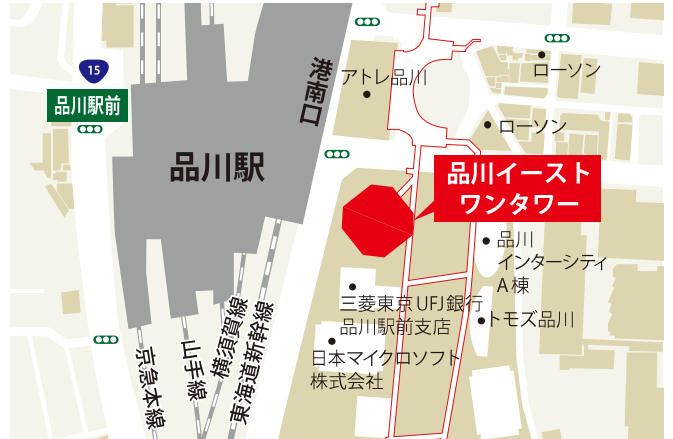 15
品川駅前
品川駅
港南口
アトレ品川
ローソン
ローソン
品川イースト
ワンタワー
品川
インターシティ
A棟
三菱東京UFJ銀行
品川駅前支店
トモズ品川
日本マイクロソフト
株式会社
京急本線
山手線
横須賀線
東海道新幹線